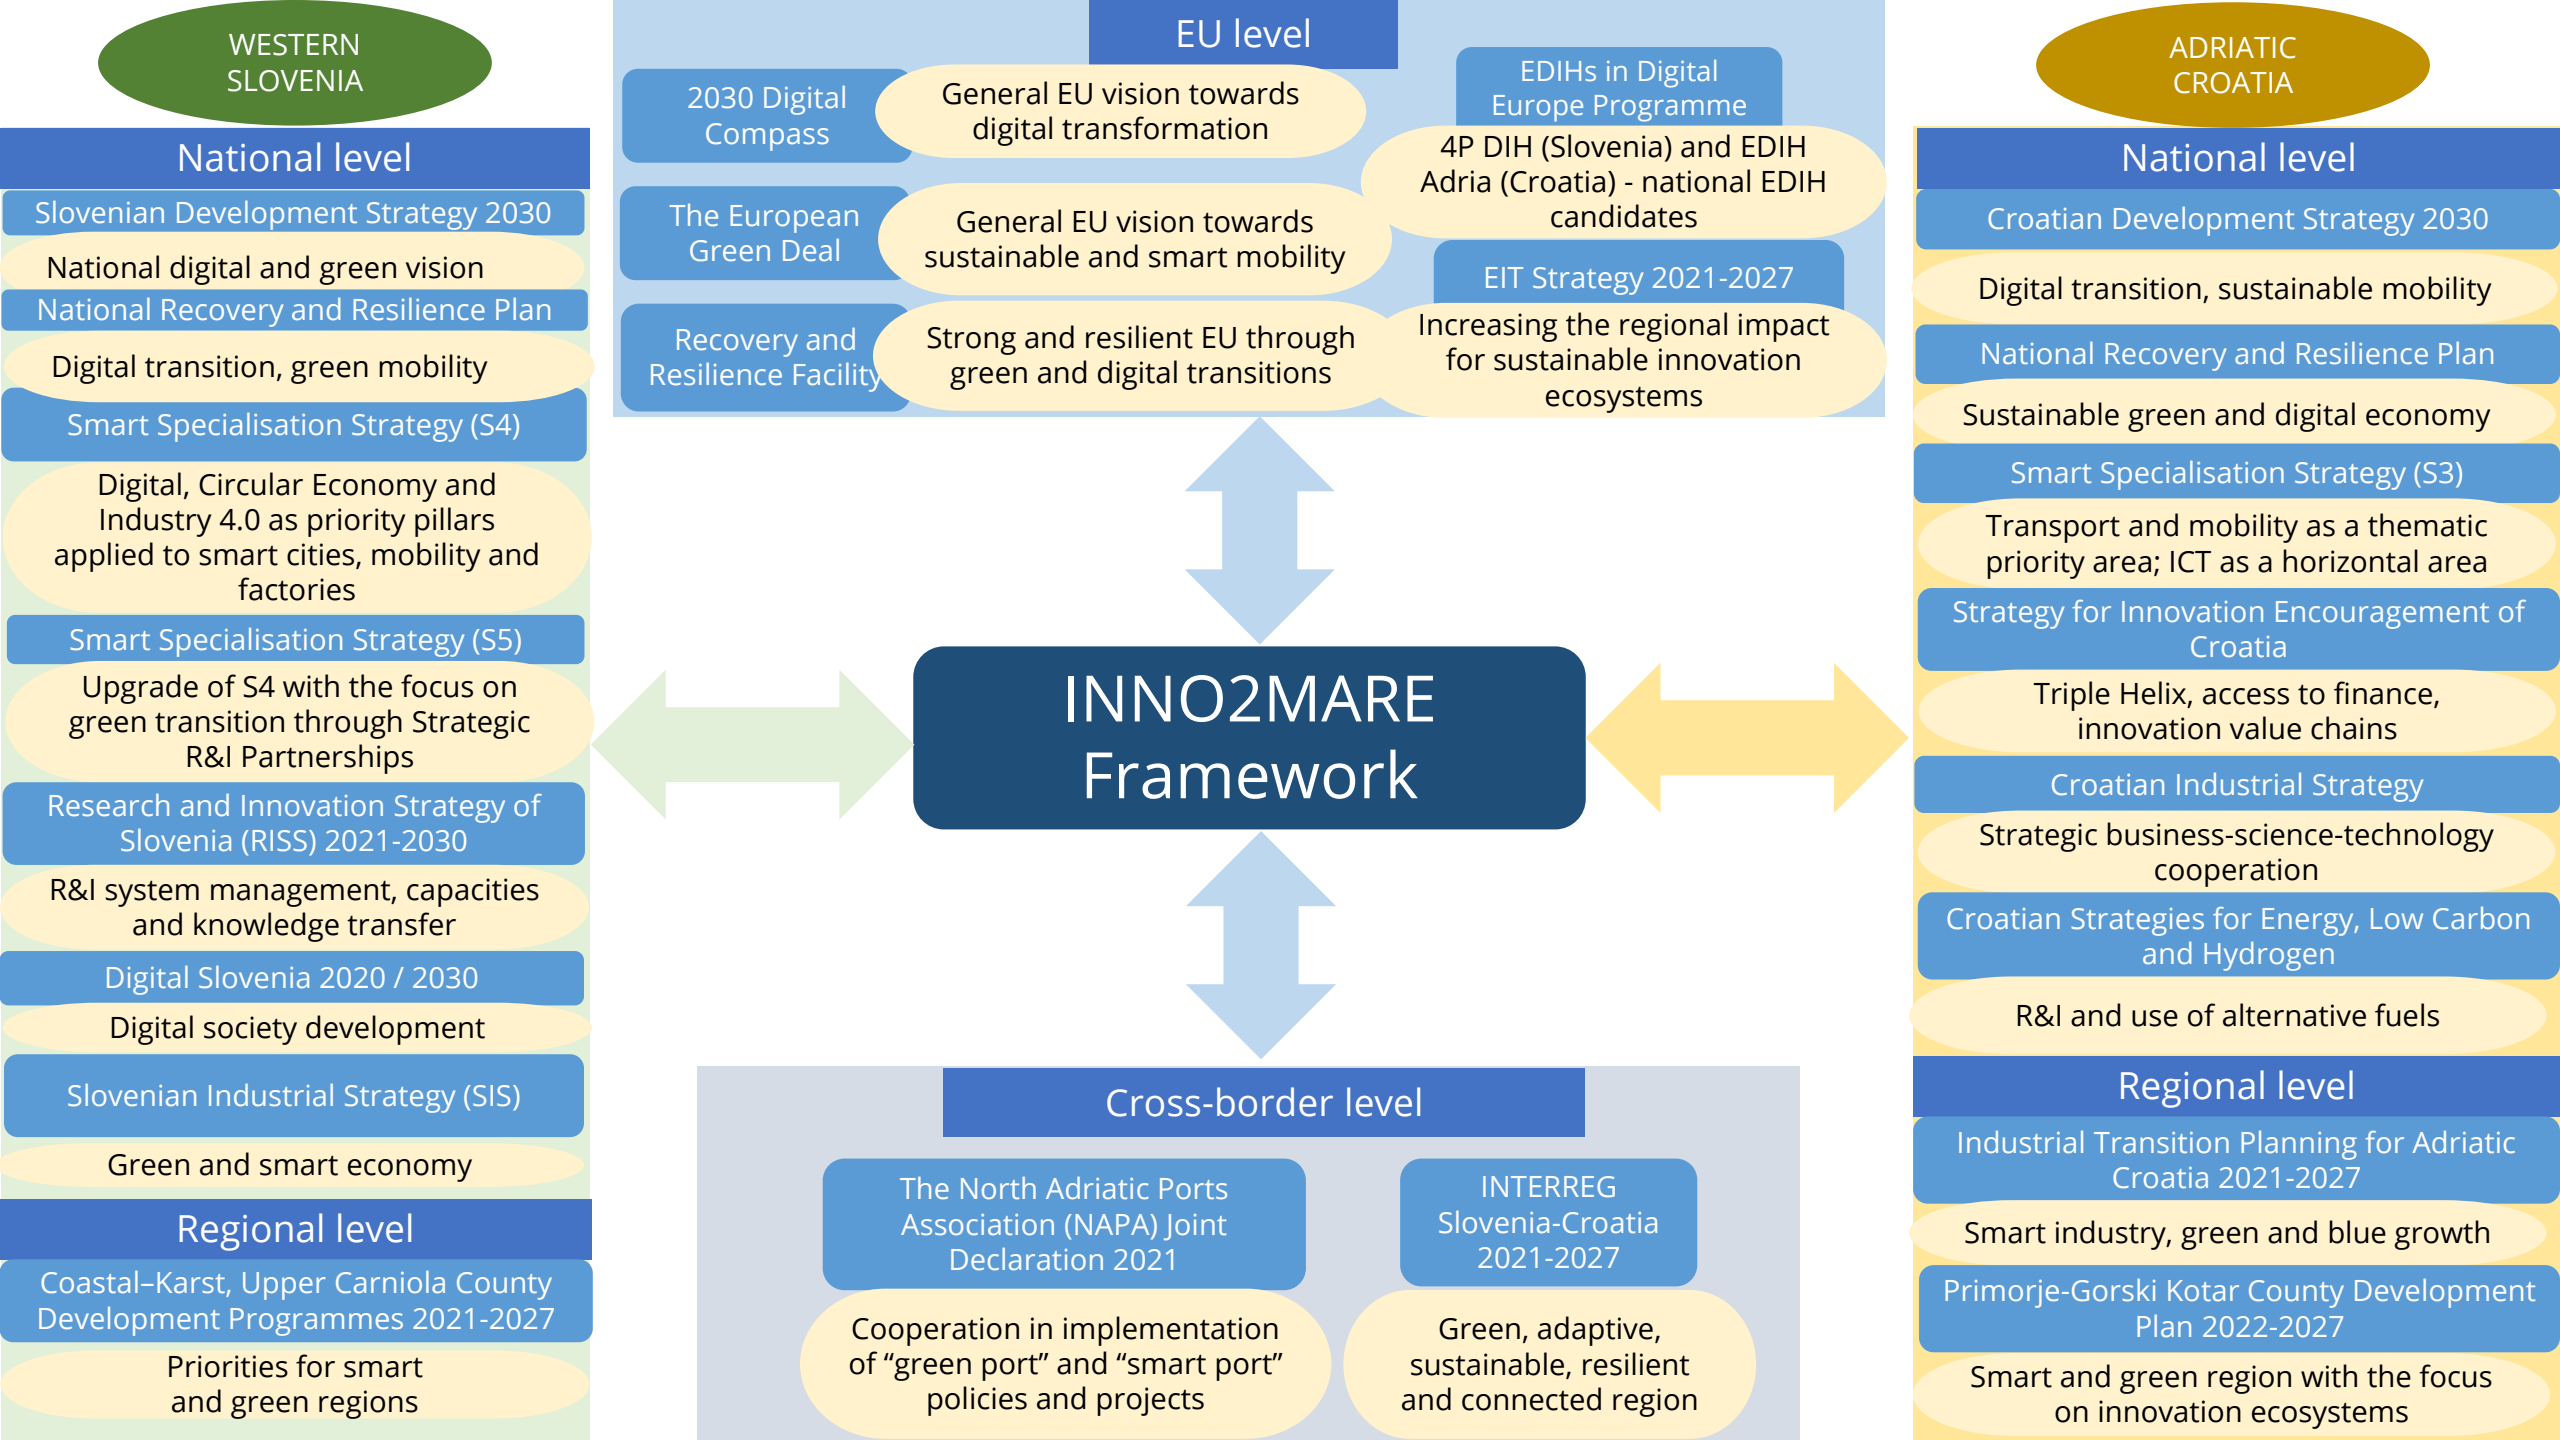 WESTERN
SLOVENIA
National level
Slovenian Development Strategy 2030
National digital and green vision
National Recovery and Resilience Plan
Digital transition, green mobility
Smart Specialisation Strategy (S4)
Digital, Circular Economy and
Industry 4.0 as priority pillars
applied to smart cities, mobility and
factories
Smart Specialisation Strategy (S5)
Upgrade of S4 with the focus on
green transition through Strategic
R&I Partnerships
Research and Innovation Strategy of
Slovenia (RISS) 2021-2030
R&I system management, capacities
and knowledge transfer
Digital Slovenia 2020 / 2030
Digital society development
Slovenian Industrial Strategy (SIS)
Green and smart economy
Regional level
Coastal–Karst, Upper Carniola County
Development Programmes 2021-2027
Priorities for smart
and green regions
EU level
2030 Digital
Compass
General EU vision towards
digital transformation
The European
Green Deal
General EU vision towards
sustainable and smart mobility
Recovery and
Resilience Facility
Strong and resilient EU through
green and digital transitions
EDIHs in Digital
Europe Programme
4P DIH (Slovenia) and EDIH
Adria (Croatia) - national EDIH
candidates
EIT Strategy 2021-2027
Increasing the regional impact
for sustainable innovation
ecosystems
INNO2MARE
Framework
Cross-border level
The North Adriatic Ports
Association (NAPA) Joint
Declaration 2021
Cooperation in implementation
of “green port” and “smart port”
policies and projects
INTERREG
Slovenia-Croatia
2021-2027
Green, adaptive,
sustainable, resilient
and connected region
ADRIATIC
CROATIA
National level
Croatian Development Strategy 2030
Digital transition, sustainable mobility
National Recovery and Resilience Plan
Sustainable green and digital economy
Smart Specialisation Strategy (S3)
Transport and mobility as a thematic
priority area; ICT as a horizontal area
Strategy for Innovation Encouragement of
Croatia
Triple Helix, access to finance,
innovation value chains
Croatian Industrial Strategy
Strategic business-science-technology
cooperation
Croatian Strategies for Energy, Low Carbon
and Hydrogen
R&I and use of alternative fuels
Regional level
Industrial Transition Planning for Adriatic
Croatia 2021-2027
Smart industry, green and blue growth
Primorje-Gorski Kotar County Development
Plan 2022-2027
Smart and green region with the focus
on innovation ecosystems